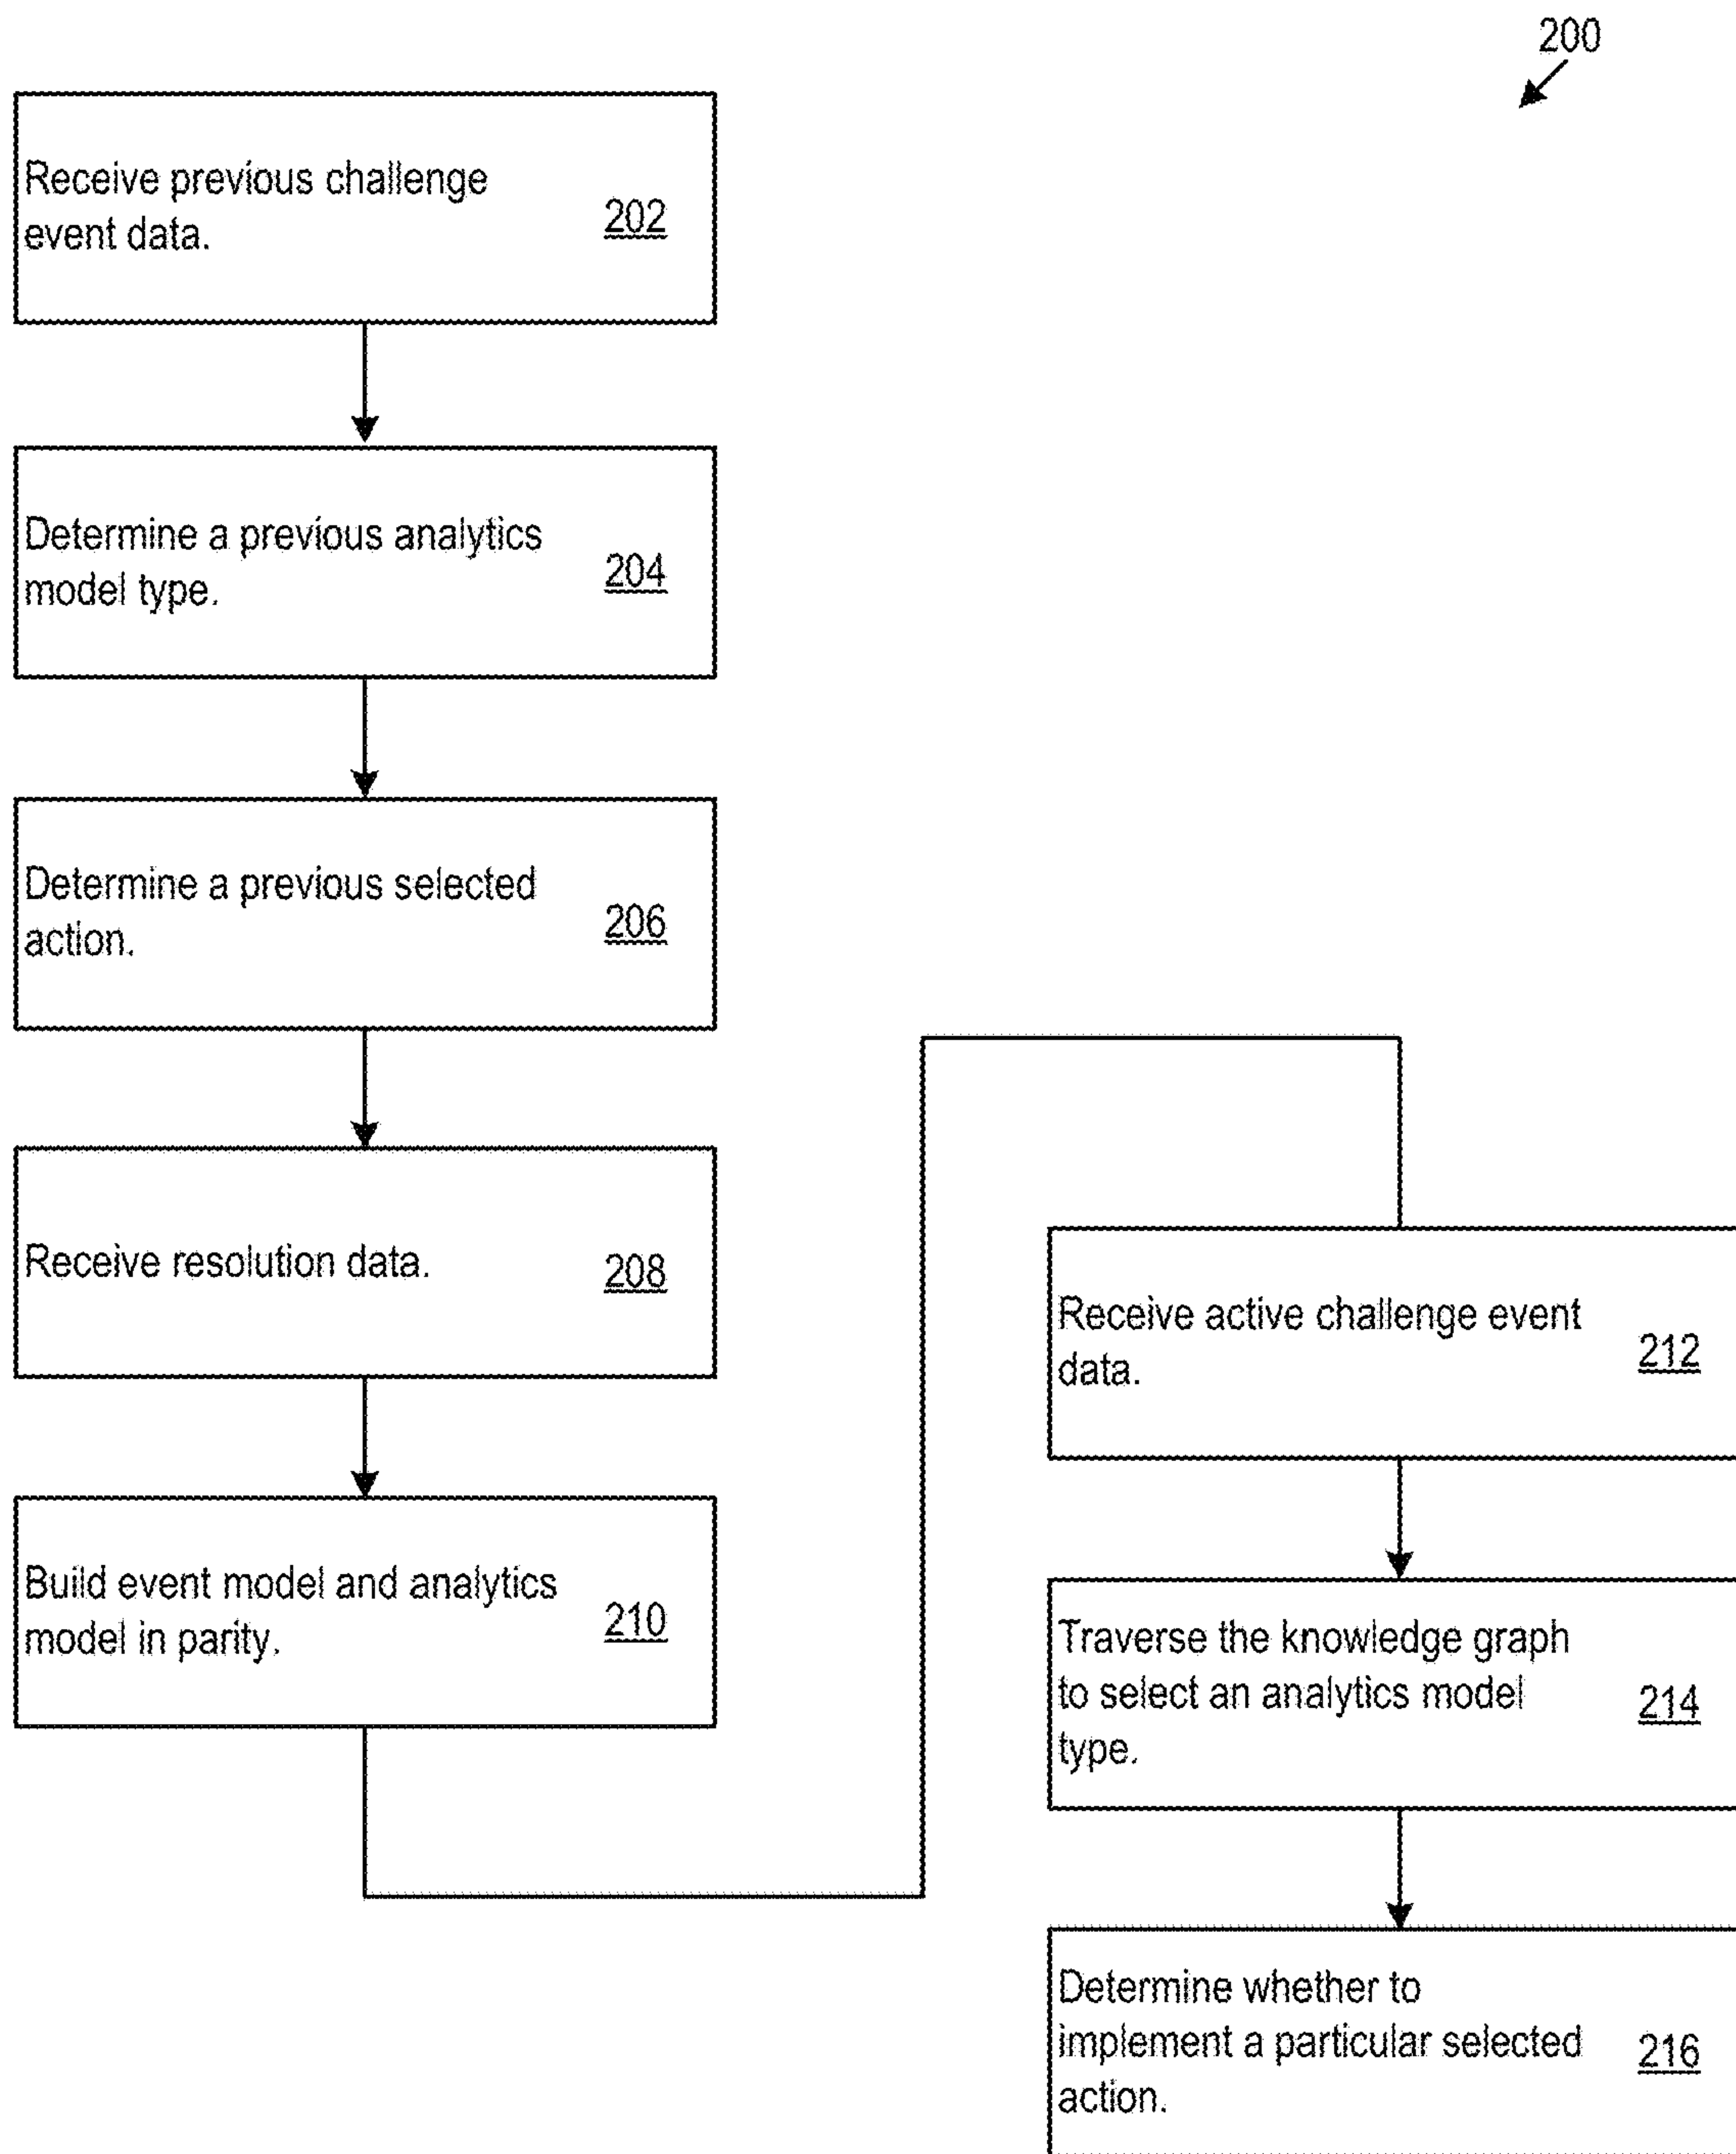 200
Receive previous challenge
event data.
202
Determine a previous analytics
model type.
204
Determine a previous selected
action.
206
Receive resolution data.
208
Build event model and analytics
model in parity.
210
Receive active challenge event
data.
212
Traverse the knowledge graph
to select an analytics model
type.
214
Determine whether to
implement a particular selected
action.
216